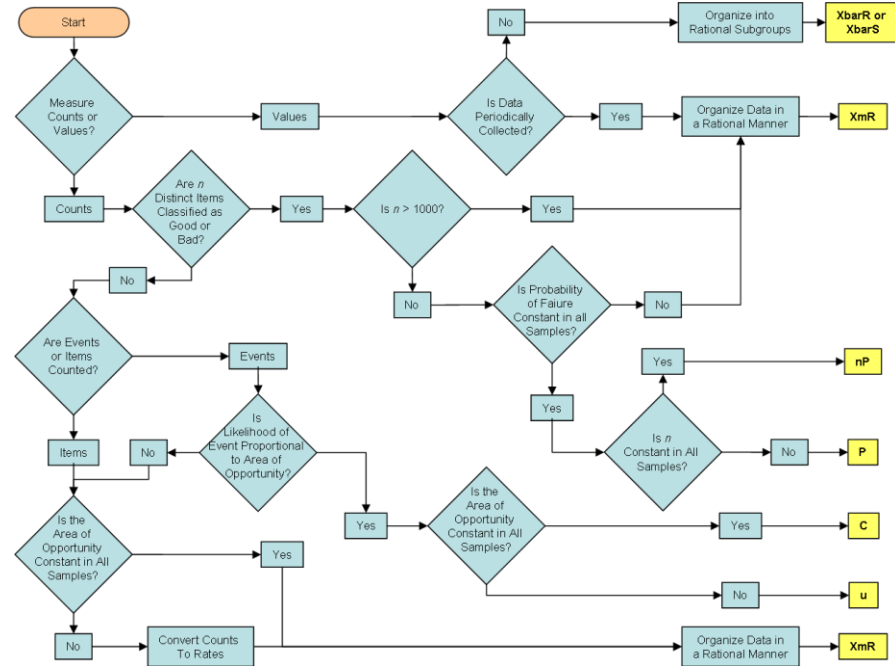 Start
No
Organize into
Rational Subgroups
XbarR or
XbarS
Measure
Counts or
Values?
Values
Is Data
Periodically
Collected?
Yes
Organize Data in
a Rational Manner
XmR
Counts
Are n
Distinct Items
Classified as
Good or
Bad?
Yes
Is n > 1000?
Yes
No
No
Is Probability
of Faiure
Constant in all
Samples?
No
Are Events
or Items
Counted?
Events
Yes
nP
Is
Likelihood of
Event Proportional
to Area of
Opportunity?
Yes
Is n
Constant in All
Samples?
No
P
Items
No
Is the
Area of
Opportunity
Constant in All
Samples?
Yes
Yes
Is the
Area of
Opportunity
Constant in All
Samples?
Yes
C
No
u
No
Convert Counts
To Rates
Organize Data in
a Rational Manner
XmR